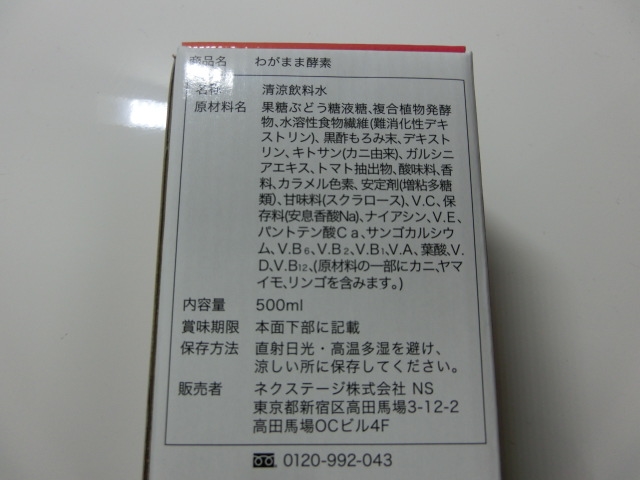 商品名 わがまま酵素
名称 清涼飲料水
原材料名 果糖ぶどう糖液糖、複合植物発酵
物、水溶性食物繊維(難消化性デキ
ストリン)、黒酢もろみ末、デキスト
リン、キトサン(カニ由来)、ガルシニ
アエキス、トマト抽出物、酸味料、香
料、カラメル色素、安定剤(増粘多糖
類)、甘味料(スクラロース)、V.C、保
存料(安息香酸Na)、ナイアシン、V.E、
パントテン酸Ca、サンゴカルシウ
ム、V.B6、V.B2、V.B1、V.A、葉酸、V.
D、V.B12、(原材料の一部にカニ、ヤマ
イモ、リンゴを含みます。)
内容量 500ml
賞味期限 本面下部に記載
保存方法 直射日光・高温多湿を避け、
涼しい所に保存してください。
販売者 ネクステージ株式会社 NS
東京都新宿区高田馬場3-12-2
高田馬場OCビル4F
0120-992-043